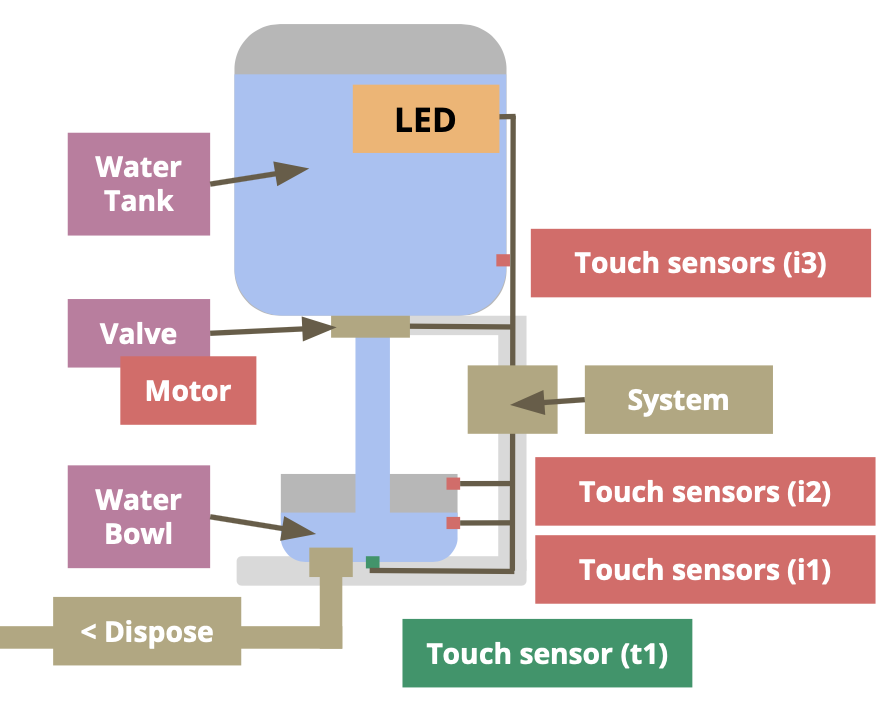 LED
Water
Tank
Touch sensors (i3)
Valve
Motor
System
Water
Bowl
Touch sensors (i2)
Touch sensors (i1)
< Dispose
Touch sensor (t1)